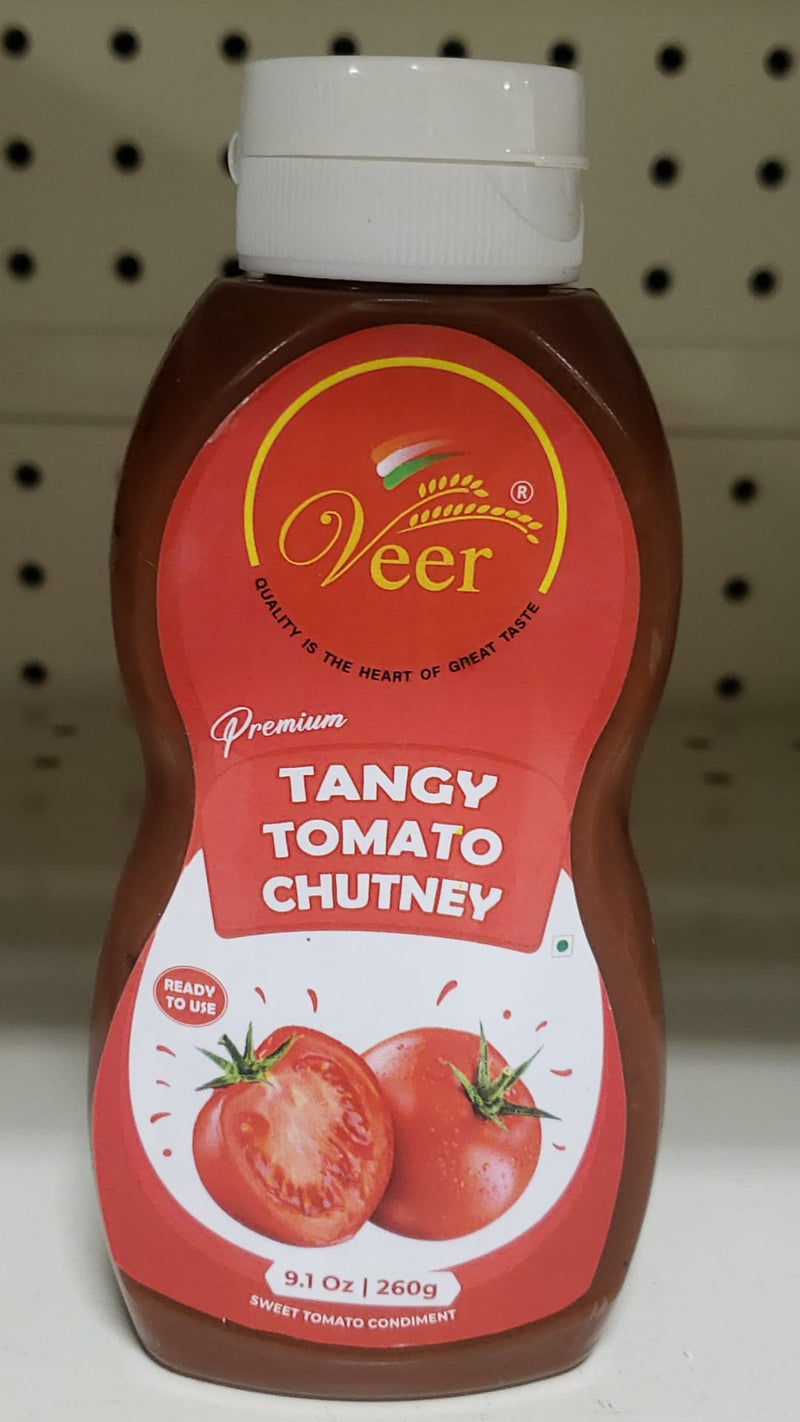 Veer ®
QUALITY IS THE HEART OF GREAT TASTE
Premium
TANGY
TOMATO
CHUTNEY
READY
TO USE
9.1 Oz | 260g
SWEET TOMATO CONDIMENT